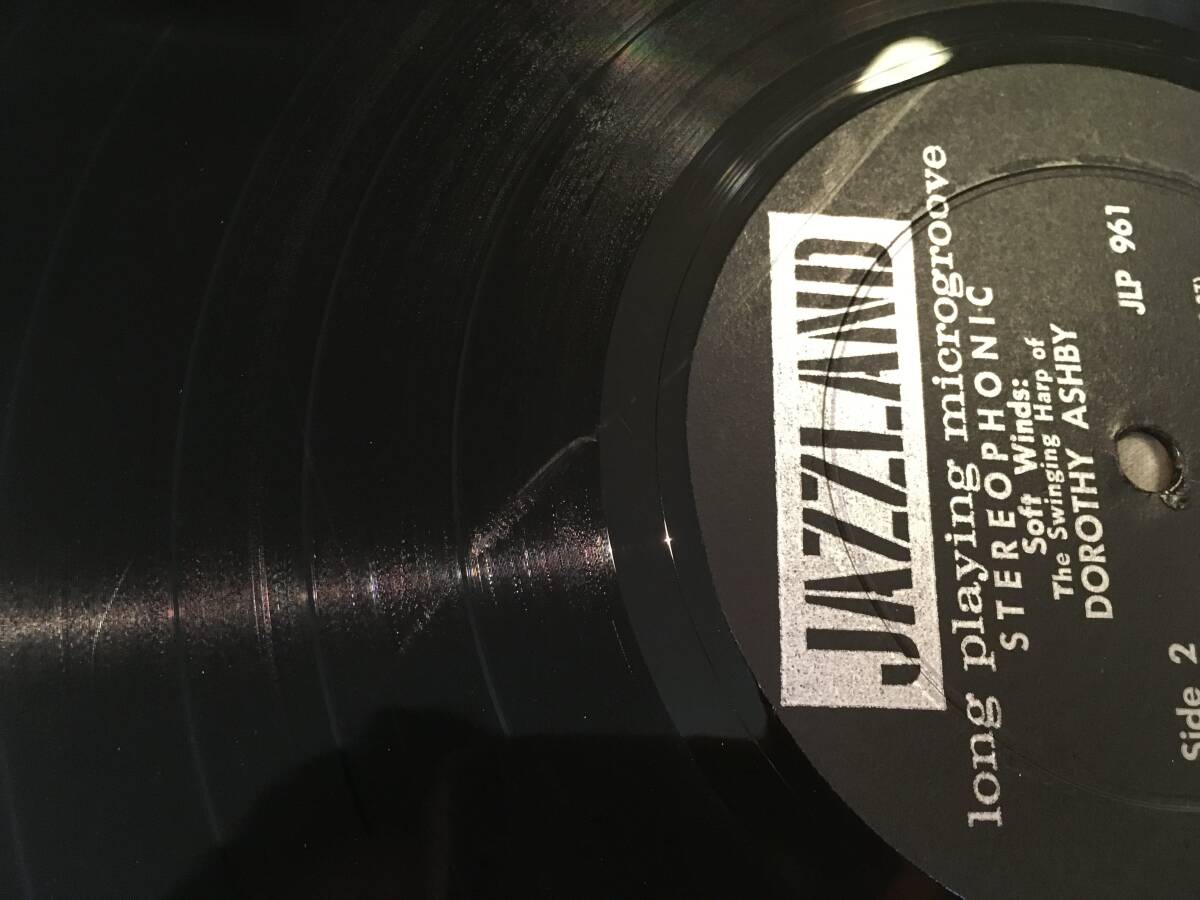 JAZZLAND
long playing microgroove
STEREOPHONIC
Soft Winds:
The Swinging Harp of
DOROTHY ASHBY
JLP 961
Side 2